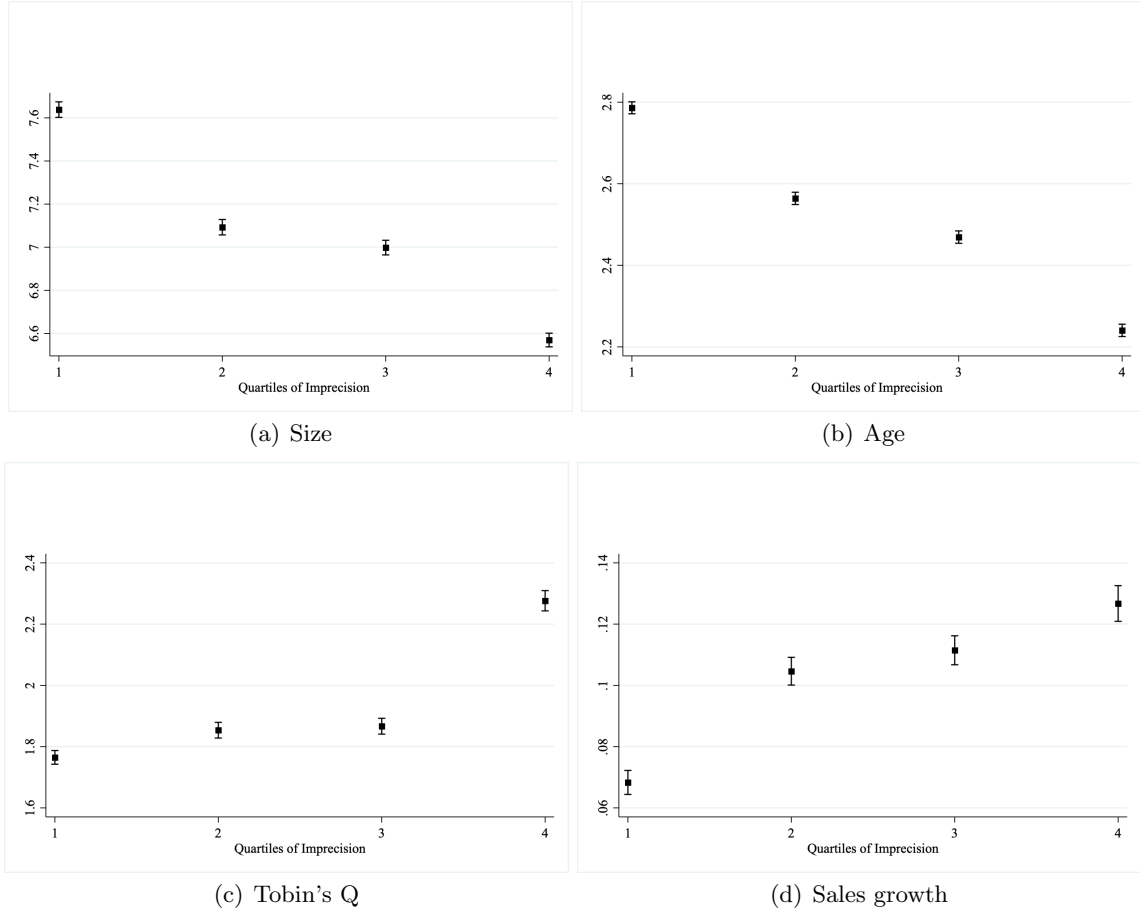 7.6
7.4
7.2
7
6.8
6.6
1 2 3 4
Quartiles of Imprecision
(a) Size
2.8
2.6
2.4
2.2
1 2 3 4
Quartiles of Imprecision
(b) Age
2.4
2.2
2
1.8
1.6
1 2 3 4
Quartiles of Imprecision
(c) Tobin's Q
.14
.12
.1
.08
.06
1 2 3 4
Quartiles of Imprecision
(d) Sales growth